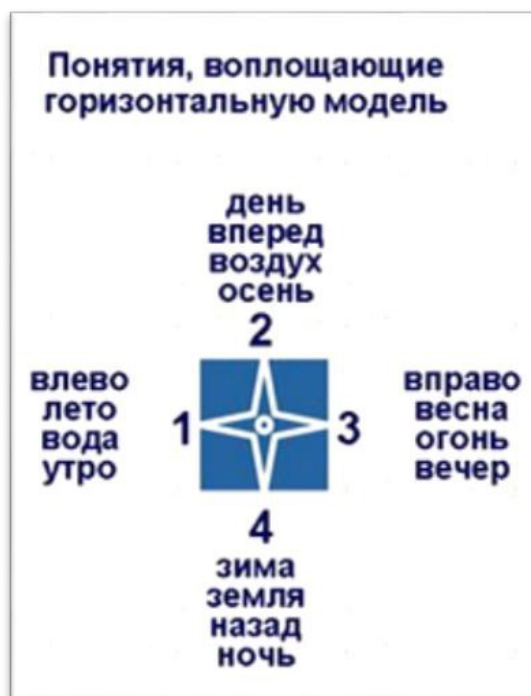 Понятия, воплощающие
горизонтальную модель
день
вперед
воздух
осень
2
влево
лето
вода
утро
1
3
вправо
весна
огонь
вечер
4
зима
земля
назад
ночь